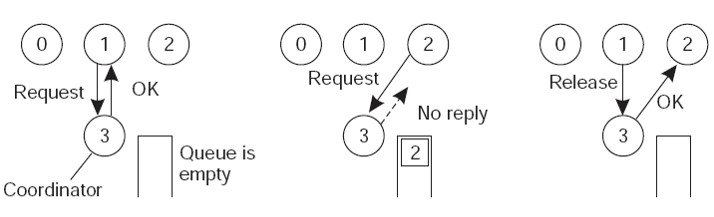 0 1 2
Request OK
3
Queue is
empty
Coordinator
0 1 2
Request
No reply
3
2
0 1 2
Release
OK
3